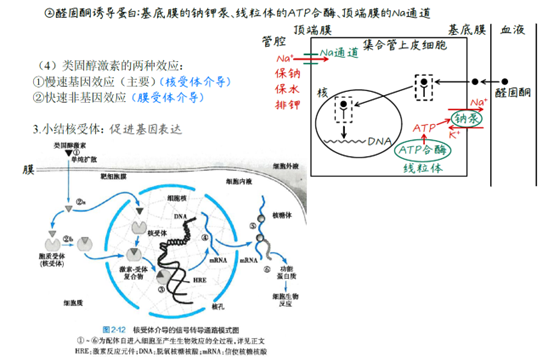 ②醛固酮诱导蛋白:基底膜的钠钾泵、线粒体的ATP合酶、顶端膜的Na通道
（4）类固醇激素的两种效应:
①慢速基因效应（主要）(核受体介导)
②快速非基因效应（膜受体介导）
3.小结核受体: 促进基因表达
顶端膜
基底膜
血液
管腔
集合管上皮细胞
Na⁺
Na通道
保钠
保水
排钾
核
DNA
醛固酮
Na⁺
钠泵
K⁺
ATP
ATP合酶
线粒体
类固醇激素
①
单纯扩散
膜
靶细胞膜
细胞外液
细胞内液
细胞核
DNA
②a
核受体
②b
胞质受体
(核受体)
激素-受体
复合物
③
HRE
④
mRNA
核孔
核糖体
⑤
mRNA
⑥
功能
蛋白质
细胞生物
反应
细胞质
图2-12 核受体介导的信号转导通路模式图
①~⑥为配体自进入细胞至产生生物效应的全过程,详见正文
HRE:激素反应元件;DNA:脱氧核糖核酸;mRNA:信使核糖核酸